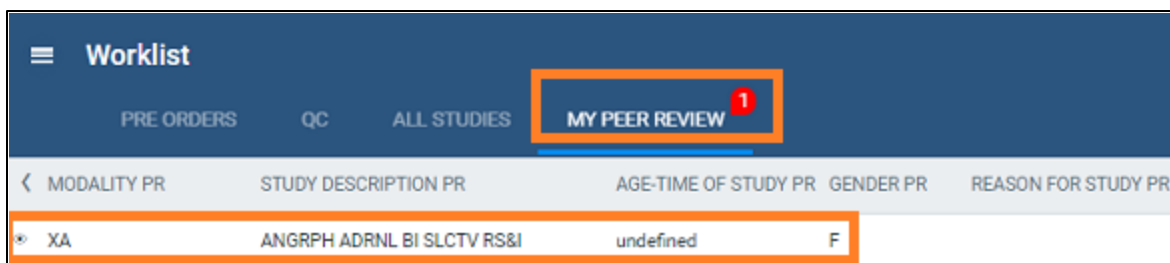 Worklist
PRE ORDERS QC ALL STUDIES MY PEER REVIEW 1
MODALITY PR STUDY DESCRIPTION PR AGE-TIME OF STUDY PR GENDER PR REASON FOR STUDY PR
XA ANGRPH ADRNL BI SLCTV RS&I undefined F